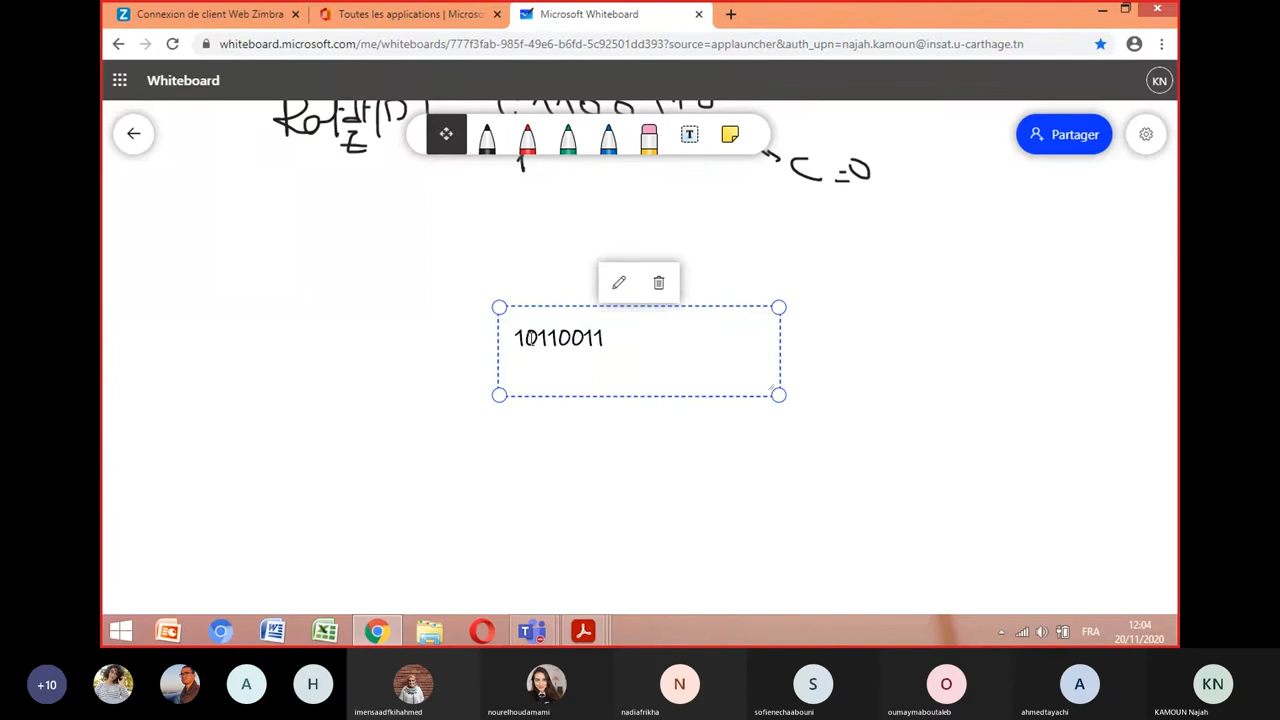 Connexion de client Web Zimbra
Toutes les applications | Micros
Microsoft Whiteboard
whiteboard.microsoft.com/me/whiteboards/777f3fab-985f-49e6-b6fd-5c92501dd393?source=applauncher&auth_upn=najah.kamoun@insat.u-carthage.tn
Whiteboard
KN
Partager
C=0
10110011
FRA
12:04
20/11/2020
+10
A
H
N
S
O
A
KN
imensaadfkihahmed
nourelhoudamami
nadiafrikha
sofienechaabouni
oumaymaboutaleb
ahmedtayachi
KAMOUN Najah